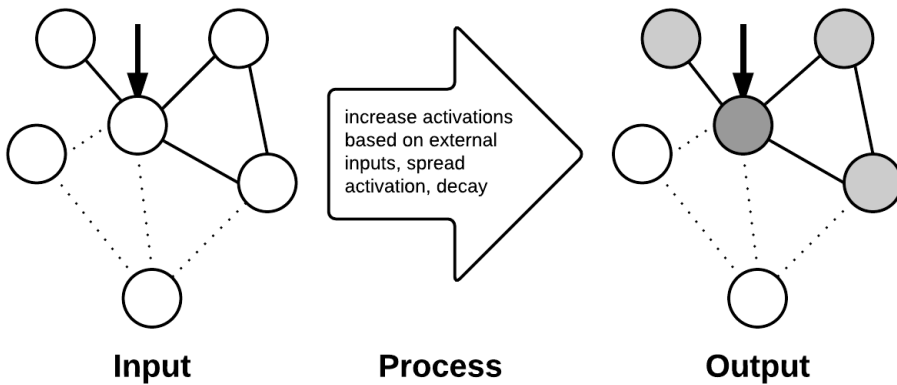 increase activations
based on external
inputs, spread
activation, decay
Input
Process
Output